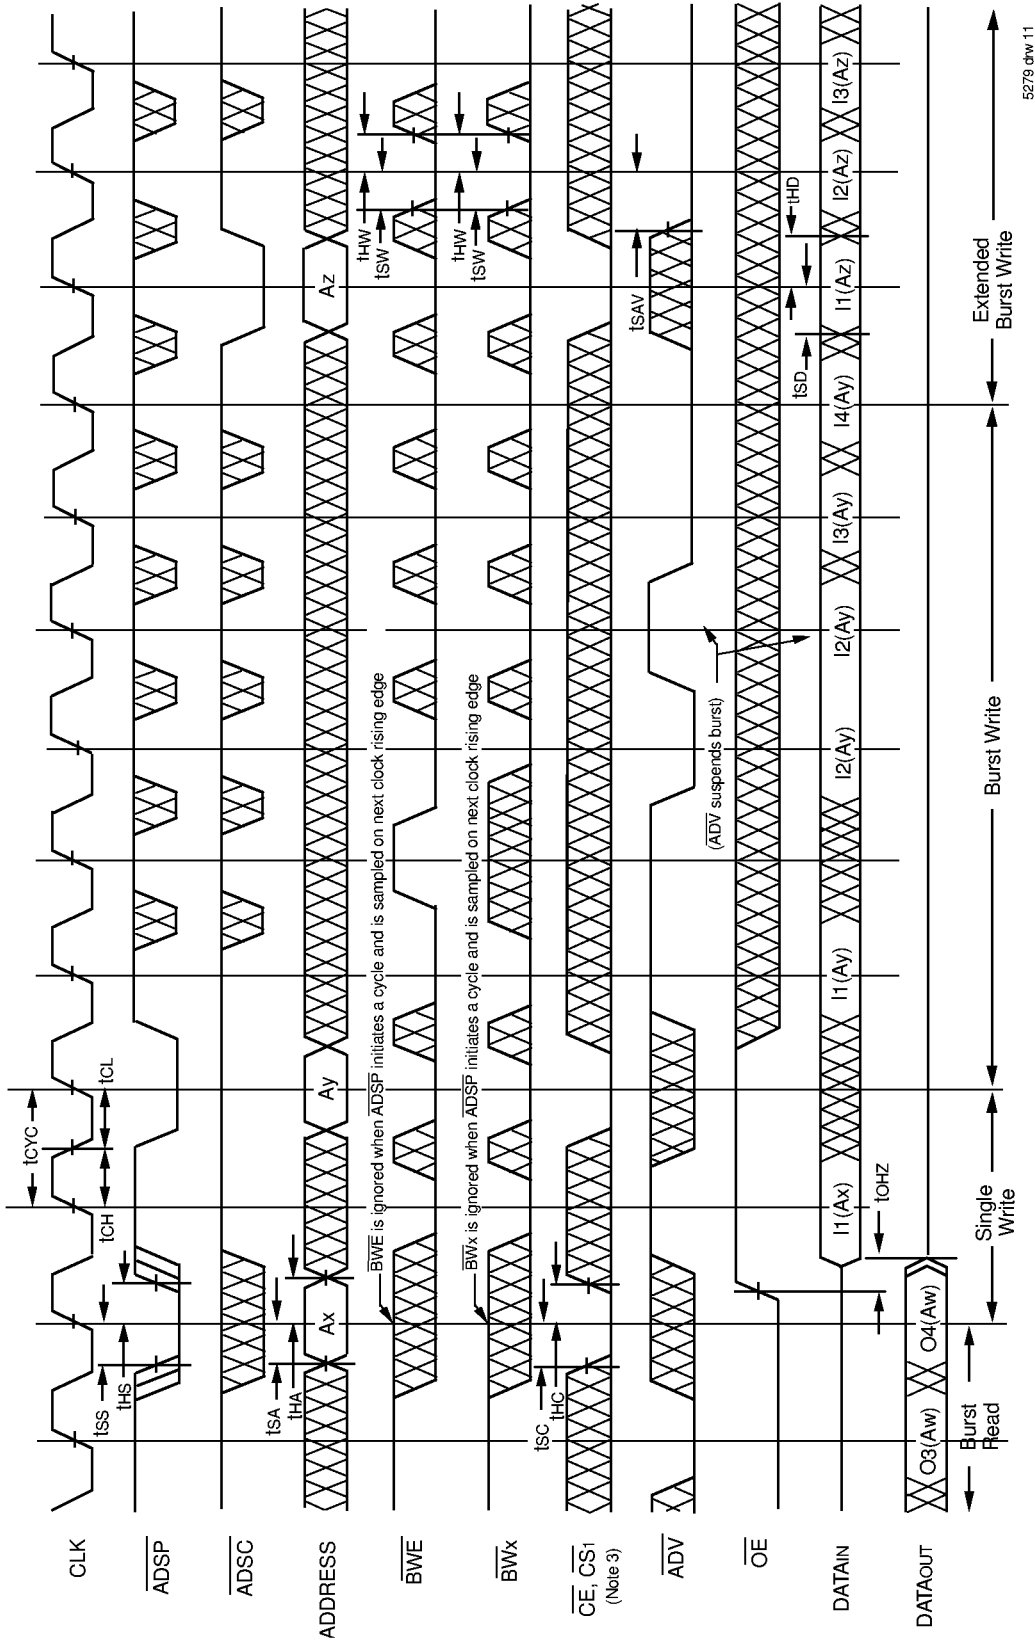 CLK
ADSP
ADSC
ADDRESS
BWE
BWx
CE, CS1
(Note 3)
ADV
OE
DATAIN
DATAOUT
tCYC
tCH
tCL
tSS
tHS
tSA
tHA
Ax
Ay
Az
BWE is ignored when ADSP initiates a cycle and is sampled on next clock rising edge
tHW
tSW
BWx is ignored when ADSP initiates a cycle and is sampled on next clock rising edge
tHW
tSW
tSC
tHC
tSAV
(ADV suspends burst)
tOHZ
tSD
tHD
I1(Ax)
I1(Ay)
I2(Ay)
I2(Ay)
I3(Ay)
I4(Ay)
I1(Az)
I2(Az)
I3(Az)
O3(Aw)
O4(Aw)
Burst
Read
Single
Write
Burst Write
Extended
Burst Write
5279 drw 11